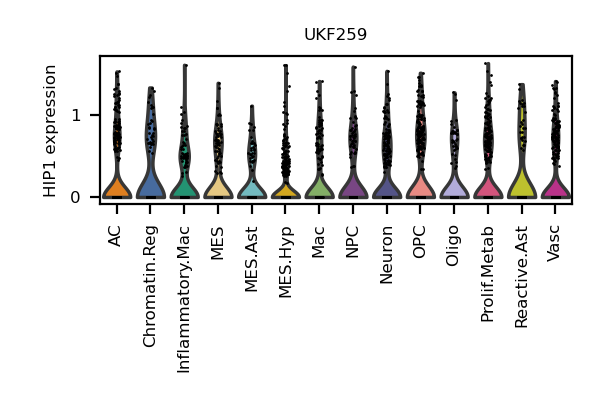 UKF259
HIP1 expression
1
0
AC
Chromatin.Reg
Inflammatory.Mac
MES
MES.Ast
MES.Hyp
Mac
NPC
Neuron
OPC
Oligo
Prolif.Metab
Reactive.Ast
Vasc